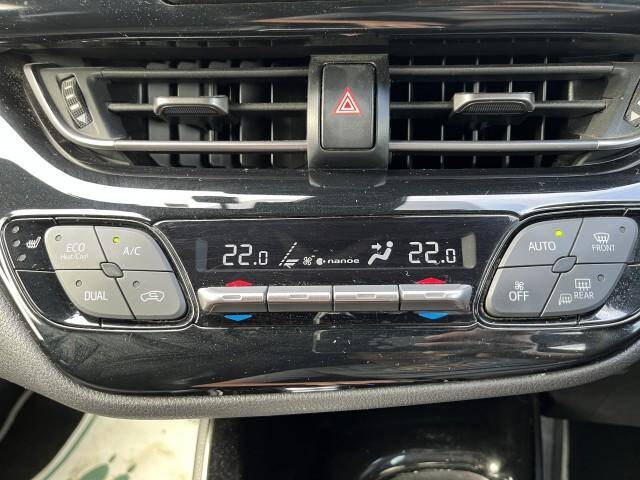 ECO
Heat/Cool
A/C
DUAL
22.0
nanoe
22.0
AUTO
FRONT
OFF
REAR